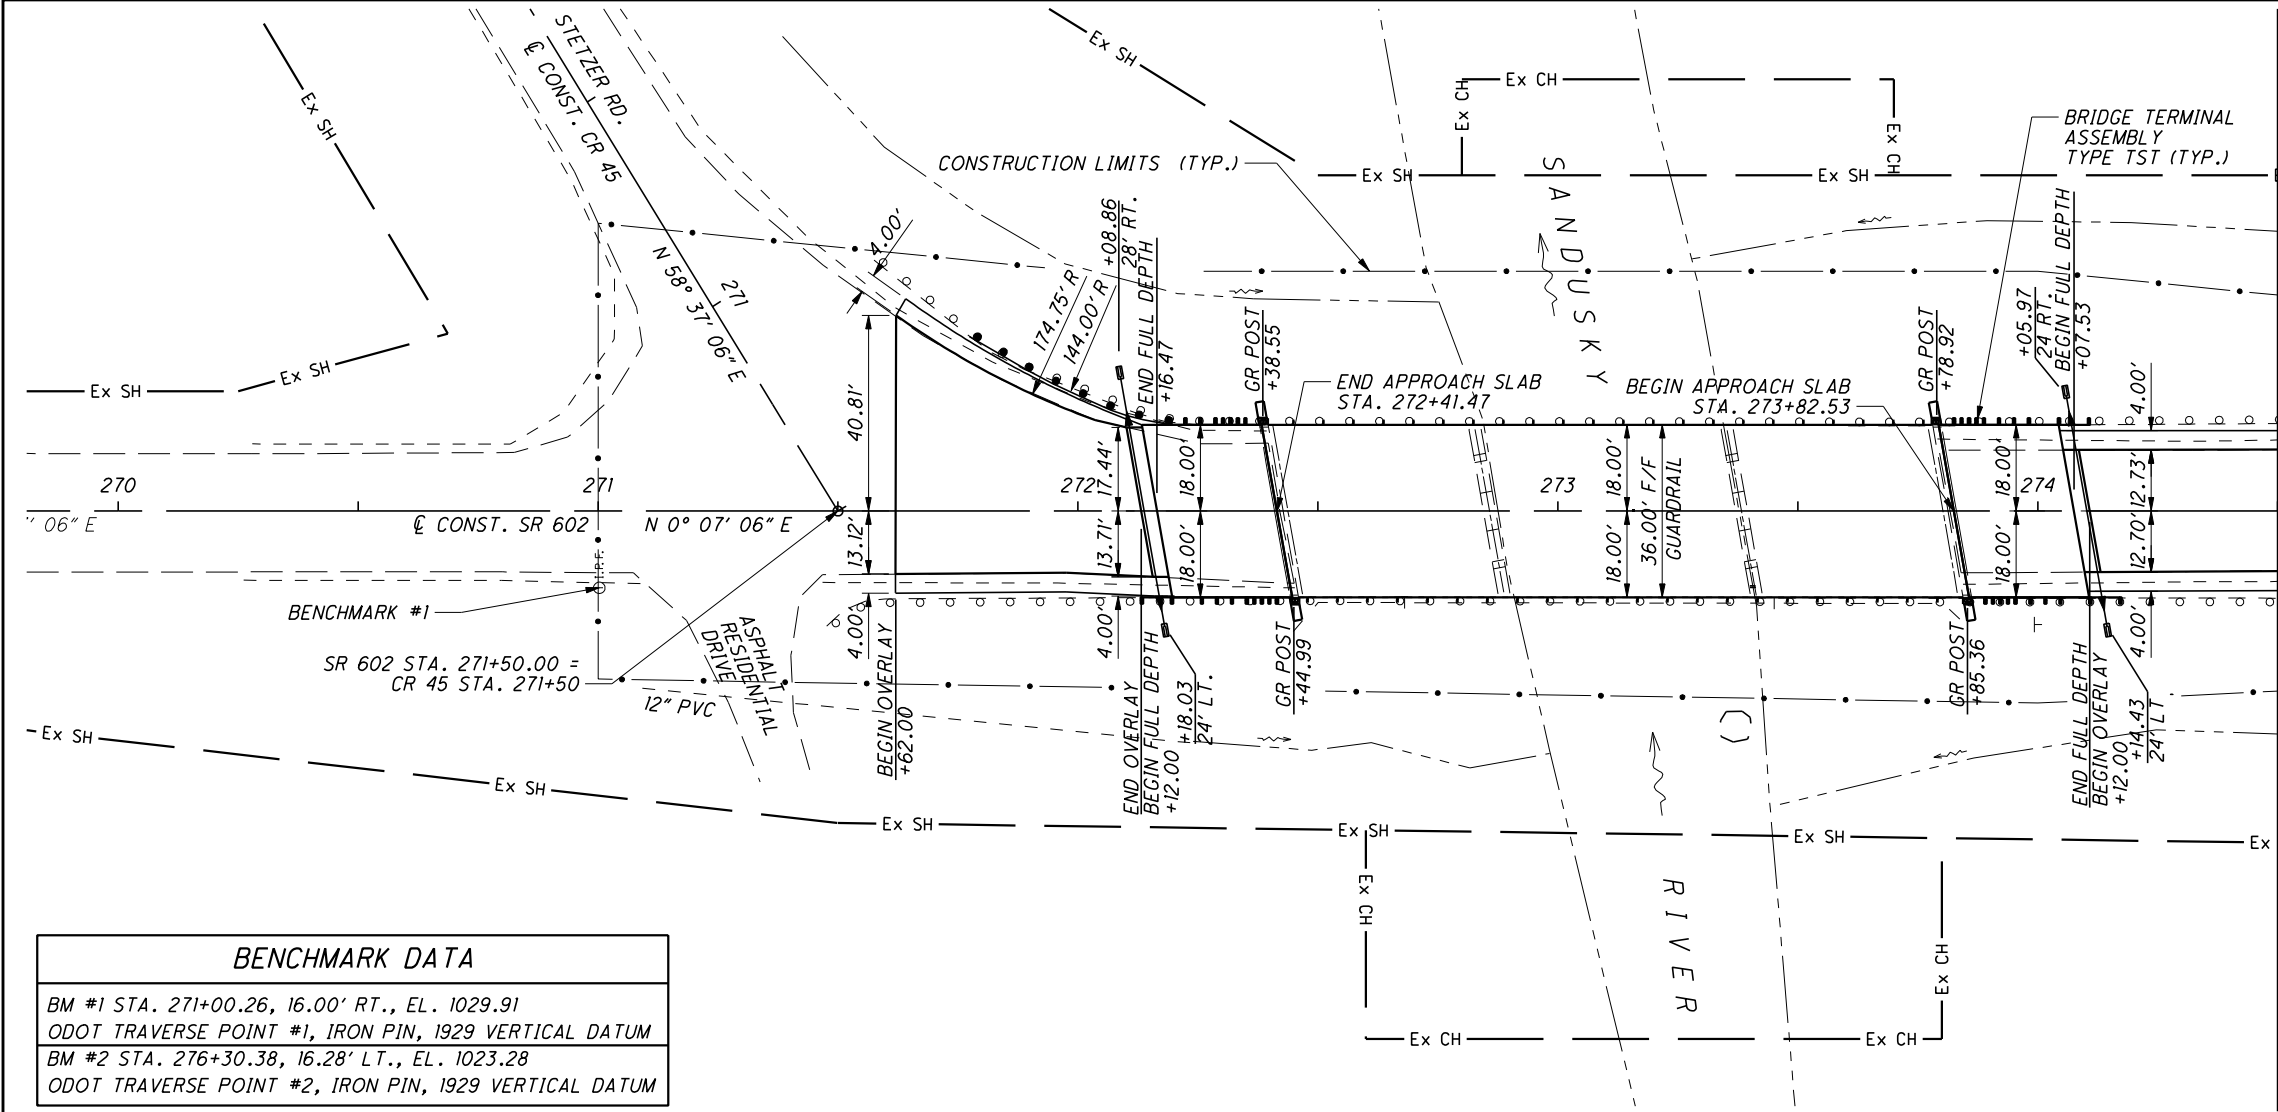 STETZER RD.
℄ CONST. CR 45
N 58° 37' 06" E
271
Ex SH
Ex SH
Ex SH
Ex SH
CONSTRUCTION LIMITS (TYP.)
Ex CH
Ex CH
Ex CH
Ex SH
Ex SH
BRIDGE TERMINAL
ASSEMBLY
TYPE TST (TYP.)
SANDUSKY
4.00'
174.75' R
144.00' R
+08.86
28' RT.
END FULL DEPTH
+16.47
GR POST
+38.55
END APPROACH SLAB
STA. 272+41.47
BEGIN APPROACH SLAB
STA. 273+82.53
GR POST
+78.92
+05.97
24 RT.
BEGIN FULL DEPTH
+07.53
4.00'
40.81'
17.44'
18.00'
18.00'
36.00' F/F
GUARDRAIL
18.00'
12.73'
270
271
272
273
274
' 06" E
℄ CONST. SR 602
N 0° 07' 06" E
13.12'
13.71'
18.00'
18.00'
18.00'
12.70'
I.P.F.
BENCHMARK #1
SR 602 STA. 271+50.00 =
CR 45 STA. 271+50
12" PVC
ASPHALT
RESIDENTIAL
DRIVE
4.00'
BEGIN OVERLAY
+62.00
4.00'
END OVERLAY
BEGIN FULL DEPTH
+12.00
+18.03
24' LT.
GR POST
+44.99
GR POST
+85.36
END FULL DEPTH
BEGIN OVERLAY
+12.00
+14.43
24' LT
4.00'
Ex SH
Ex SH
Ex SH
Ex SH
Ex SH
Ex
RIVER
Ex CH
Ex CH
Ex CH
Ex CH
BENCHMARK DATA
BM #1 STA. 271+00.26, 16.00' RT., EL. 1029.91
ODOT TRAVERSE POINT #1, IRON PIN, 1929 VERTICAL DATUM
BM #2 STA. 276+30.38, 16.28' LT., EL. 1023.28
ODOT TRAVERSE POINT #2, IRON PIN, 1929 VERTICAL DATUM